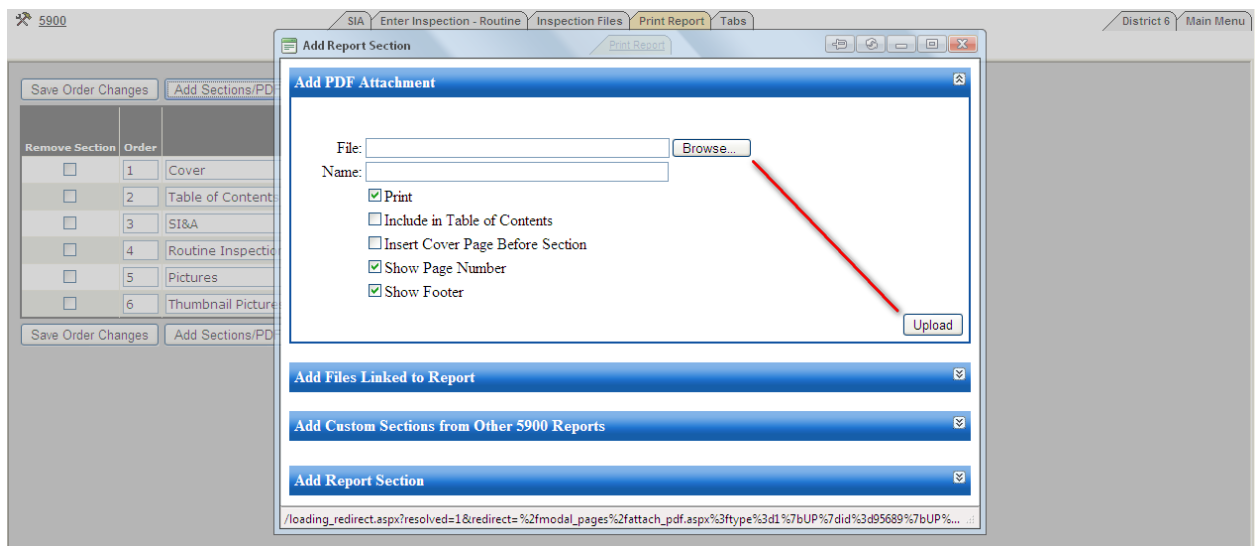 5900 SIA Enter Inspection - Routine Inspection Files Print Report Tabs District 6 Main Menu
Add Report Section Print Report
Save Order Changes Add Sections/PD
Add PDF Attachment
Remove Section Order
File: Browse...
Name:
1 Cover
Print
2 Table of Contents
Include in Table of Contents
3 SI&A
Insert Cover Page Before Section
4 Routine Inspectio
Show Page Number
5 Pictures
Show Footer
6 Thumbnail Picture
Upload
Save Order Changes Add Sections/PD
Add Files Linked to Report
Add Custom Sections from Other 5900 Reports
Add Report Section
/loading_redirect.aspx?resolved=1&redirect=%2fmodal_pages%2fattach_pdf.aspx%3ftype%3d1%7bUP%7did%3d95689%7bUP%...